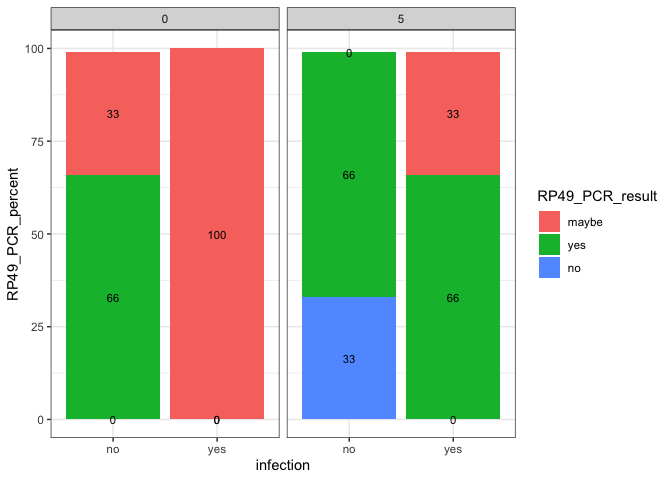 0
5
100
75
50
25
0
RP49_PCR_percent
33
66
0
100
0
0
66
33
33
66
0
no
yes
no
yes
infection
RP49_PCR_result
maybe
yes
no